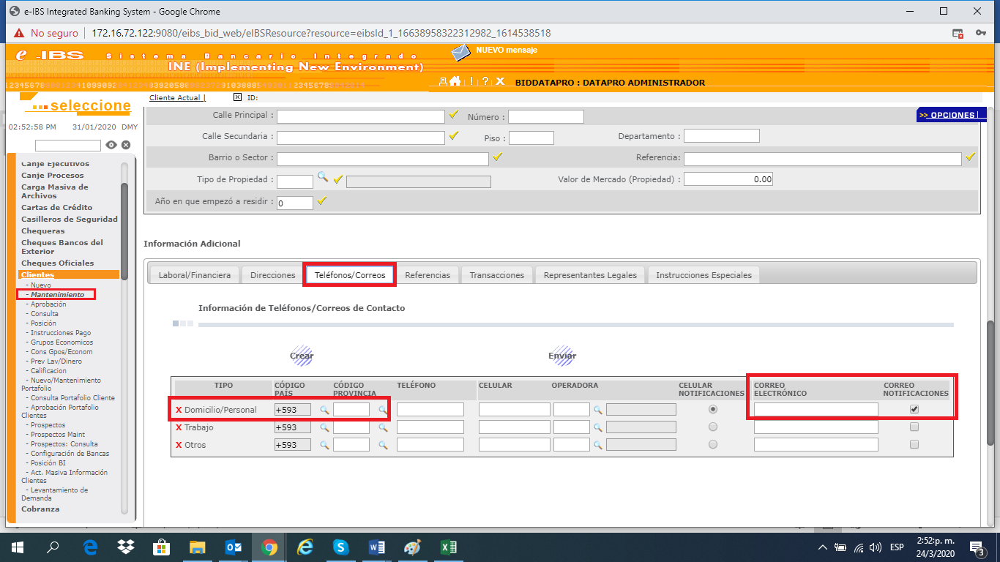 e-IBS Integrated Banking System - Google Chrome
No seguro | 172.16.72.122:9080/eibs_bid_web/eIBSResource?resource=eibsId_1_16638958322312982_1614538518
e-IBS Sistema Bancario Integrado
NUEVO mensaje
INE (Implementing New Environment)
BIDDATAPRO : DATAPRO ADMINISTRADOR
seleccione
Cliente Actual | ID:
02:52:58 PM 31/01/2020 DMY
>> OPCIONES|
Calle Principal :
Número :
Calle Secundaria :
Piso :
Departamento :
Barrio o Sector :
Referencia:
Tipo de Propiedad :
Valor de Mercado (Propiedad) : 0.00
Año en que empezó a residir : 0
Canje Ejecutivos
Canje Procesos
Carga Masiva de
Archivos
Cartas de Crédito
Casilleros de Seguridad
Chequeras
Cheques Bancos del
Exterior
Cheques Oficiales
Clientes
- Nuevo
- Mantenimiento
- Aprobación
- Consulta
- Posición
- Instrucciones Pago
- Grupos Economicos
- Cons Gpos/Econom
- Prev Lav/Dinero
- Calificacion
- Nuevo/Mantenimiento
Portafolio
- Consulta Portafolio Cliente
- Aprobación Portafolio
Clientes
- Prospectos
- Prospectos Maint
- Prospectos: Consulta
- Configuración de Bancas
- Posición BI
- Act. Masiva Información
Clientes
- Levantamiento de
Demanda
Cobranza
Información Adicional
Laboral/Financiera Direcciones Teléfonos/Correos Referencias Transacciones Representantes Legales Instrucciones Especiales
Información de Teléfonos/Correos de Contacto
Crear Enviar
TIPO CÓDIGO PAÍS CÓDIGO PROVINCIA TELÉFONO CELULAR OPERADORA CELULAR NOTIFICACIONES CORREO ELECTRÓNICO CORREO NOTIFICACIONES
X Domicilio/Personal +593
X Trabajo +593
X Otros +593
ESP
2:52:p. m.
24/3/2020
3